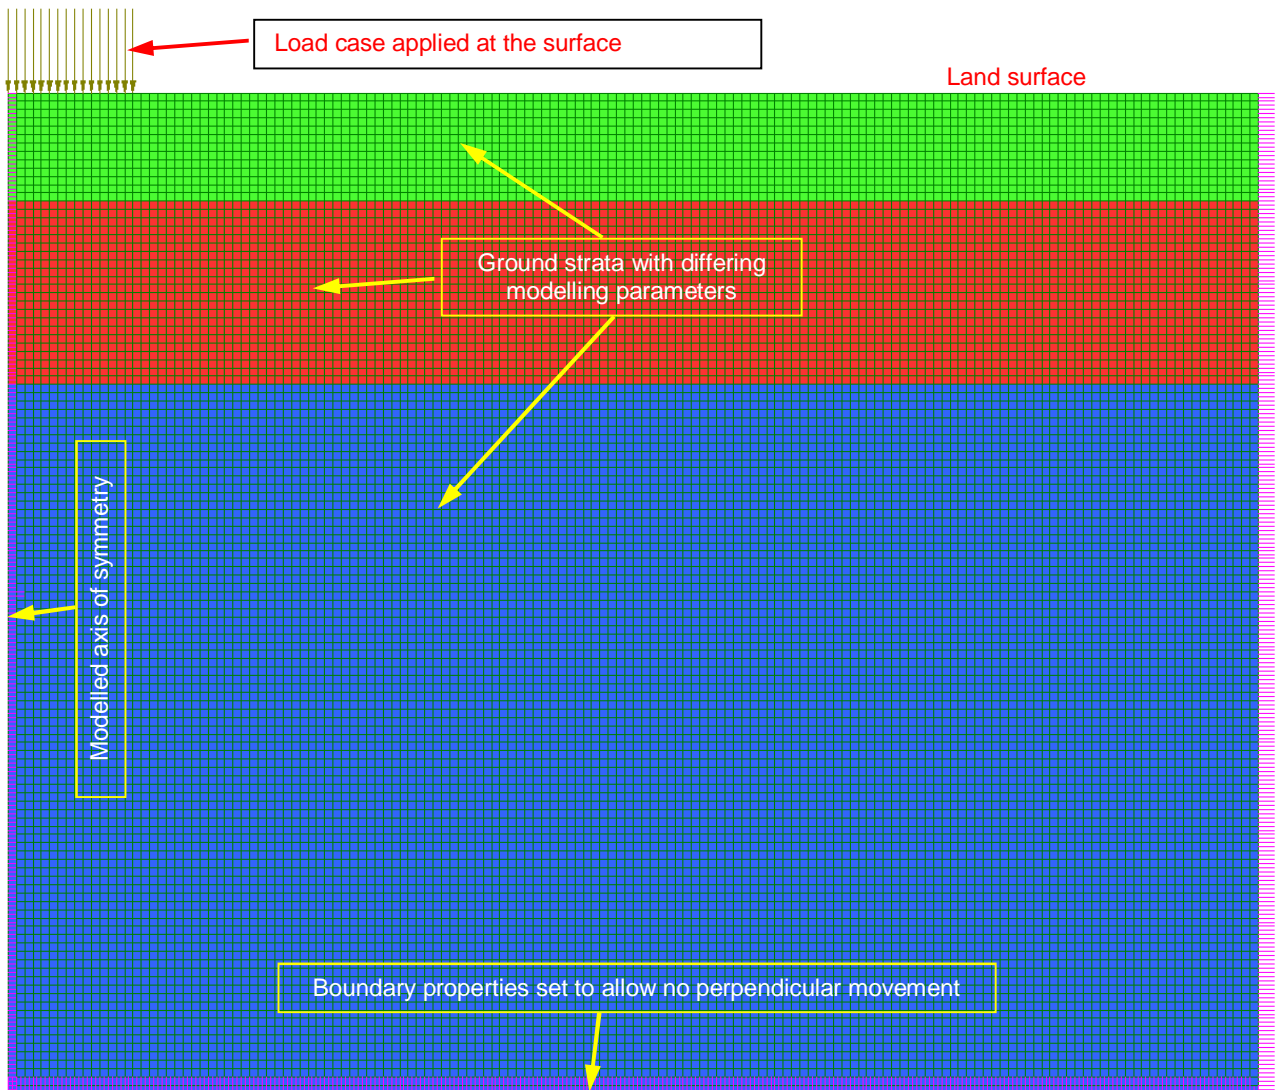 Load case applied at the surface
Land surface
Ground strata with differing
modelling parameters
Modelled axis of symmetry
Boundary properties set to allow no perpendicular movement